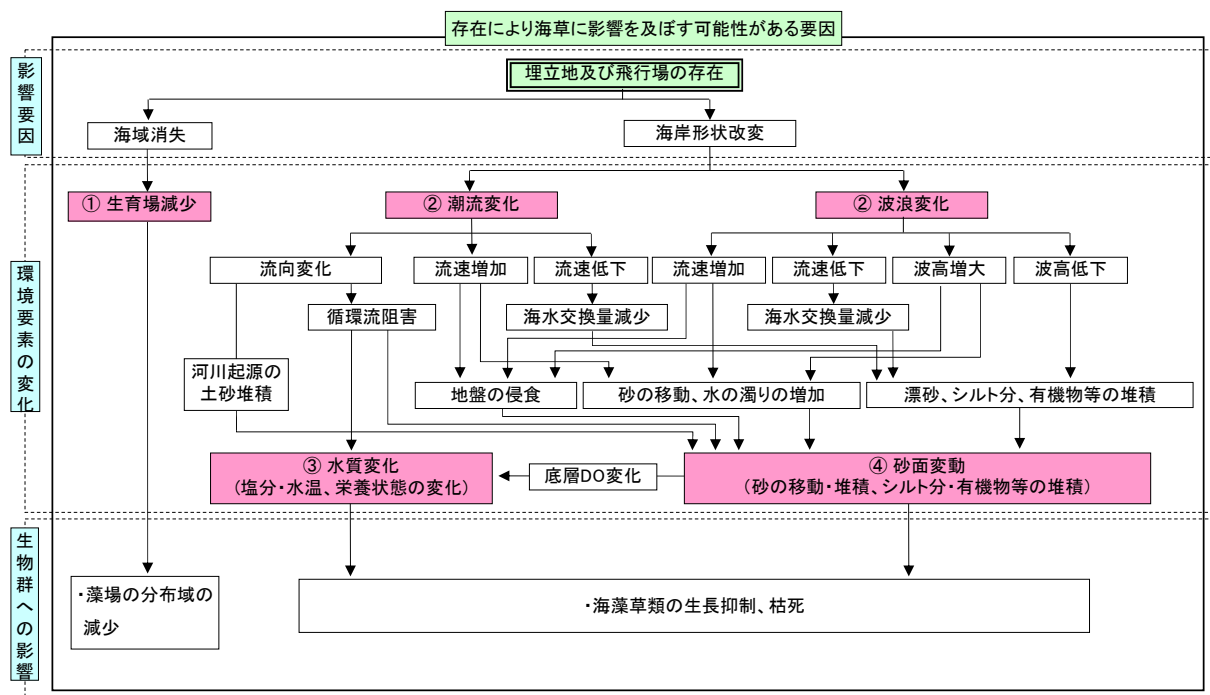 存在により海草に影響を及ぼす可能性がある要因
影響要因
埋立地及び飛行場の存在
海域消失
海岸形状改変
環境要素の変化
① 生育場減少
② 潮流変化
② 波浪変化
流向変化
流速増加
流速低下
流速増加
流速低下
波高増大
波高低下
循環流阻害
海水交換量減少
海水交換量減少
河川起源の
土砂堆積
地盤の侵食
砂の移動、水の濁りの増加
漂砂、シルト分、有機物等の堆積
③ 水質変化
(塩分・水温、栄養状態の変化)
底層DO変化
④ 砂面変動
(砂の移動・堆積、シルト分・有機物等の堆積)
生物群への影響
・藻場の分布域の
減少
・海藻草類の生長抑制、枯死